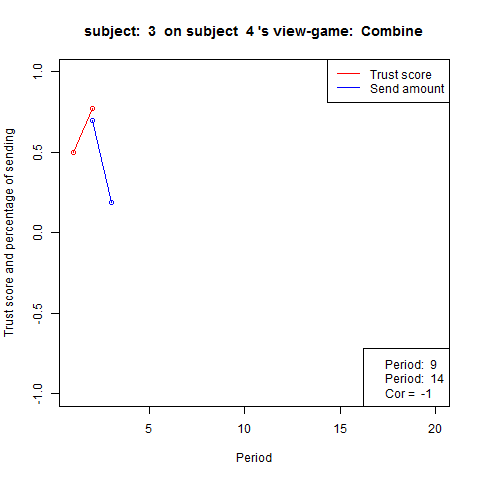 subject:  3  on subject  4 's view-game:  Combine
Trust score
Send amount
Trust score and percentage of sending
1.0
0.5
0.0
-0.5
-1.0
Period:  9
Period:  14
Cor =  -1
5
10
15
20
Period